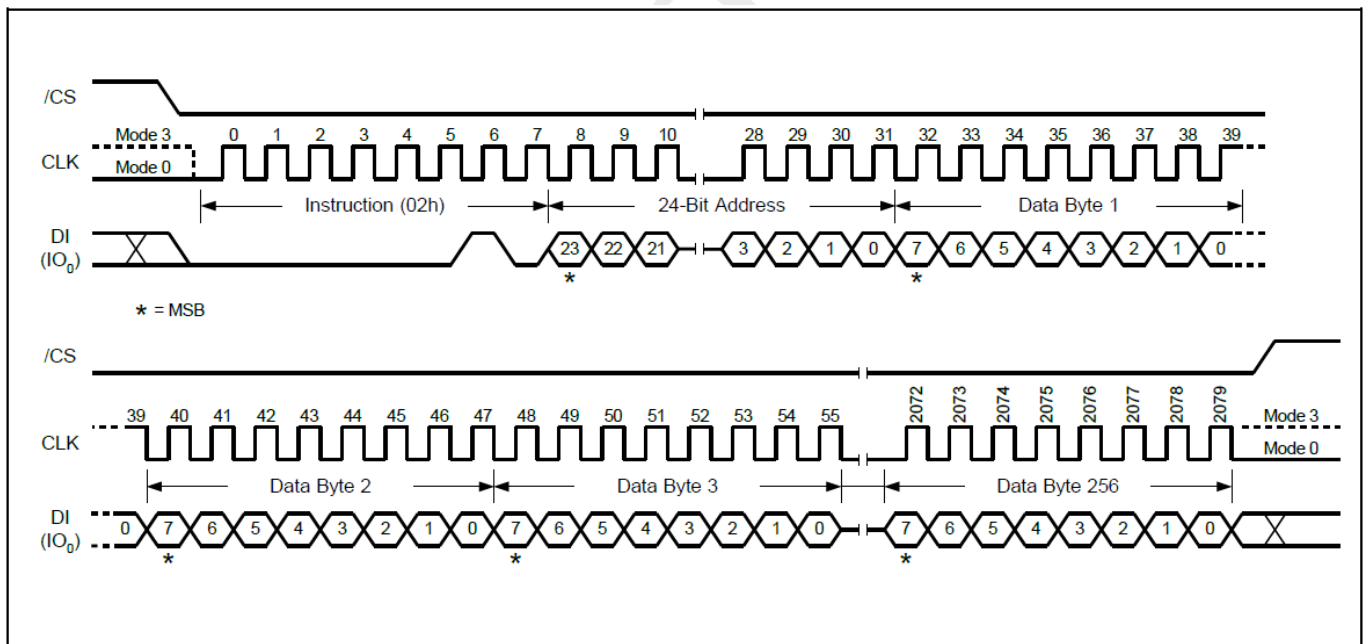 /CS
Mode 3 0 1 2 3 4 5 6 7 8 9 10 28 29 30 31 32 33 34 35 36 37 38 39
CLK Mode 0
Instruction (02h) 24-Bit Address Data Byte 1
DI
(IO0) 23 22 21 3 2 1 0 7 6 5 4 3 2 1 0
* *
* = MSB
/CS
39 40 41 42 43 44 45 46 47 48 49 50 51 52 53 54 55 2072 2073 2074 2075 2076 2077 2078 2079 Mode 3
CLK Mode 0
Data Byte 2 Data Byte 3 Data Byte 256
DI
(IO0) 0 7 6 5 4 3 2 1 0 7 6 5 4 3 2 1 0 7 6 5 4 3 2 1 0
* * *